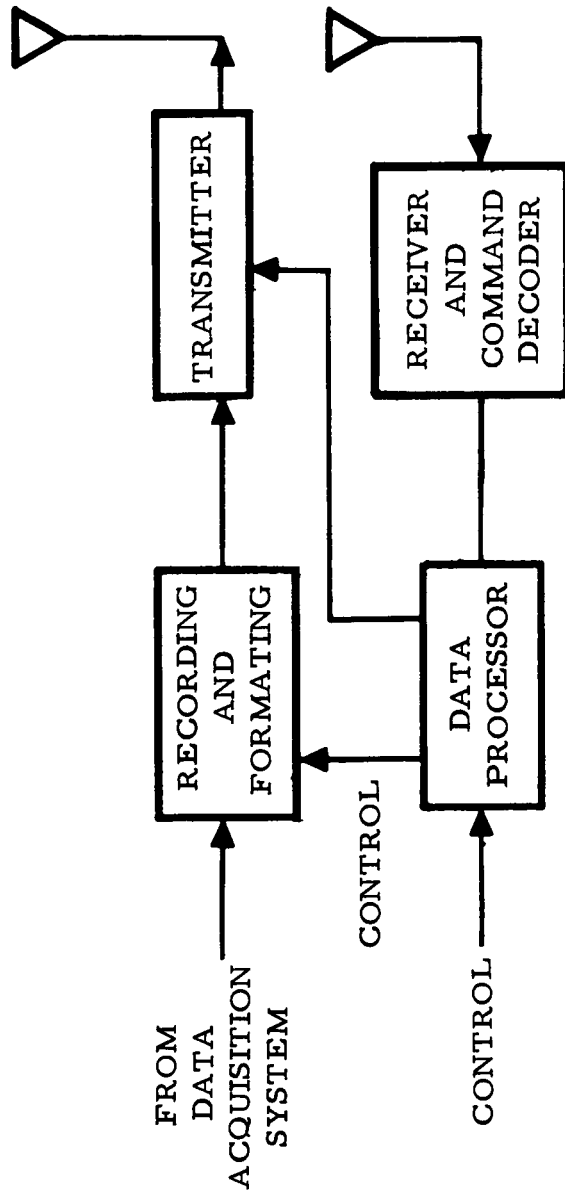 FROM
DATA
ACQUISITION
SYSTEM
RECORDING
AND
FORMATING
TRANSMITTER
CONTROL
CONTROL
DATA
PROCESSOR
RECEIVER
AND
COMMAND
DECODER